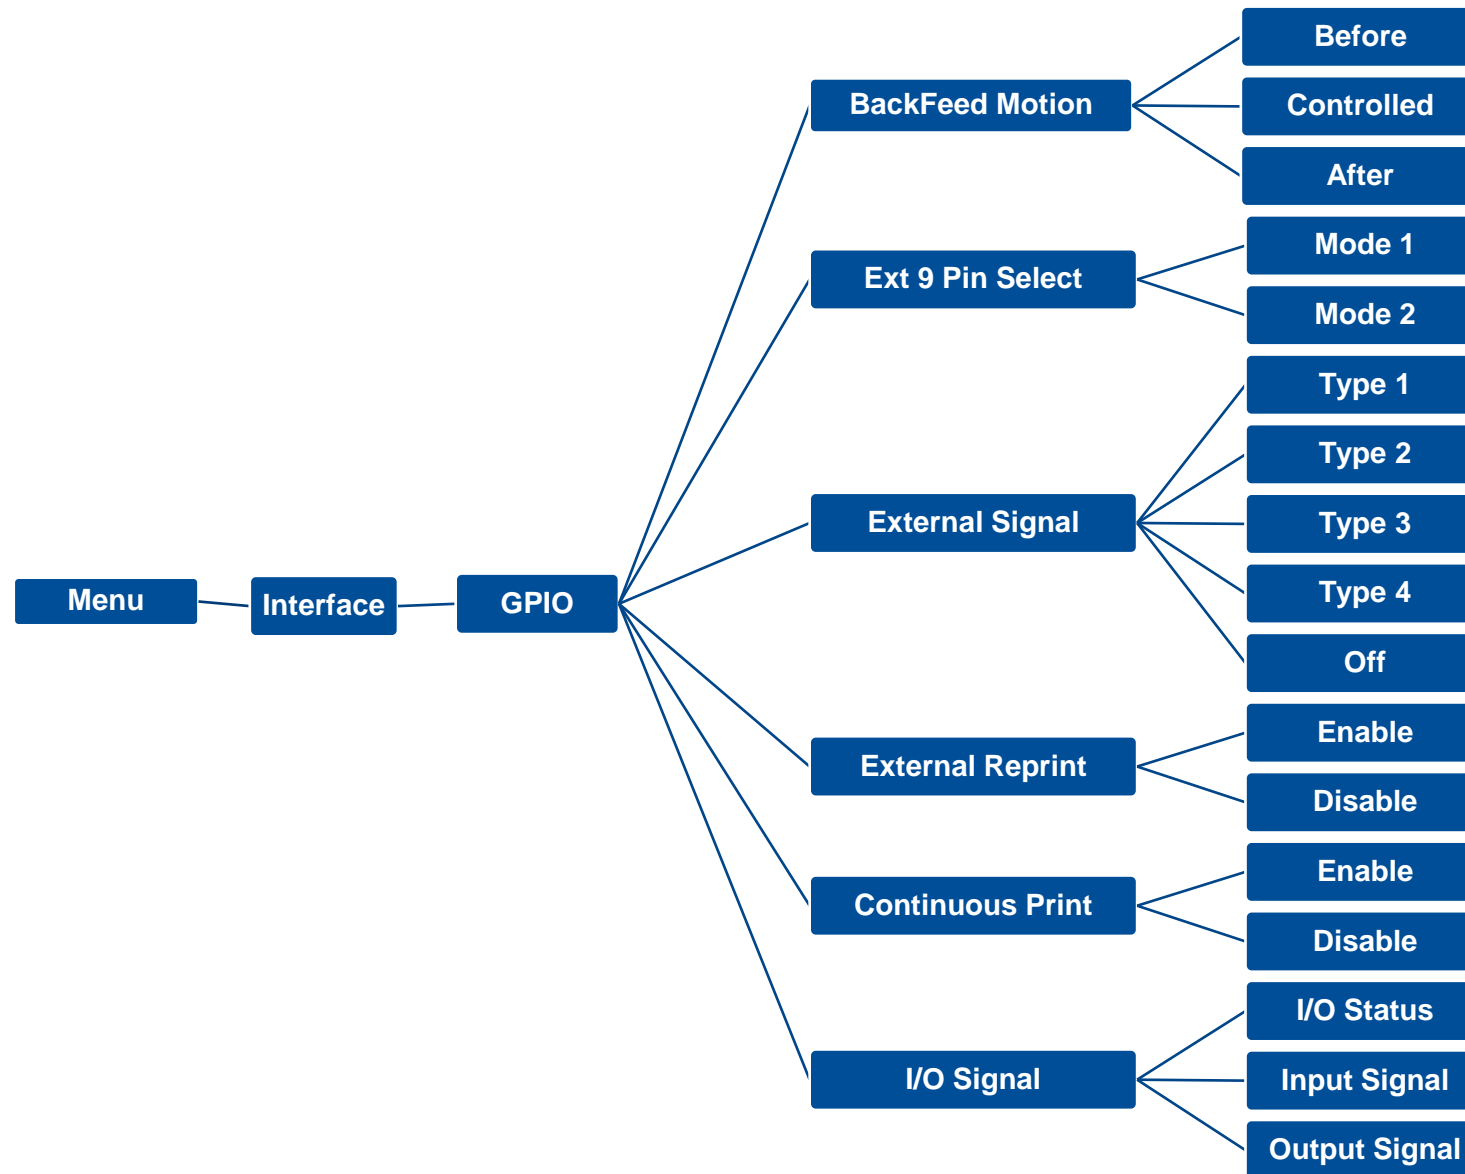 Menu
Interface
GPIO
BackFeed Motion
Before
Controlled
After
Ext 9 Pin Select
Mode 1
Mode 2
External Signal
Type 1
Type 2
Type 3
Type 4
Off
External Reprint
Enable
Disable
Continuous Print
Enable
Disable
I/O Signal
I/O Status
Input Signal
Output Signal